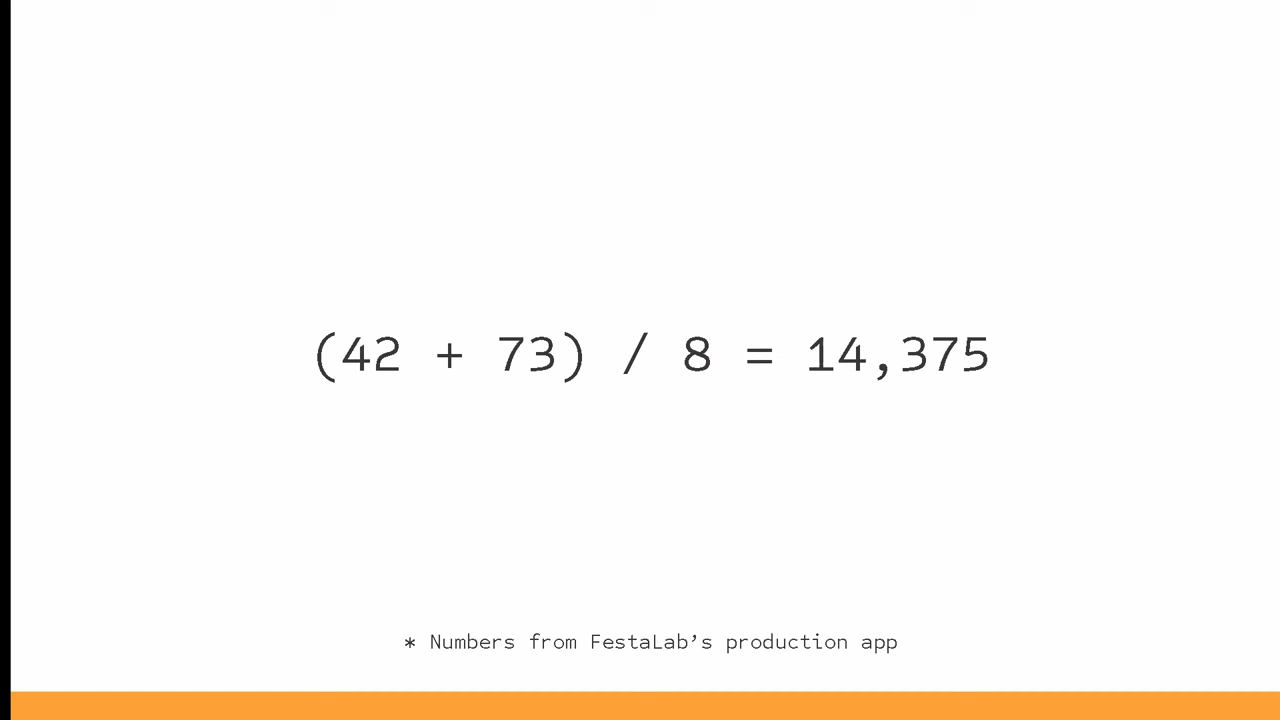 (42 + 73) / 8 = 14,375
* Numbers from FestaLab’s production app